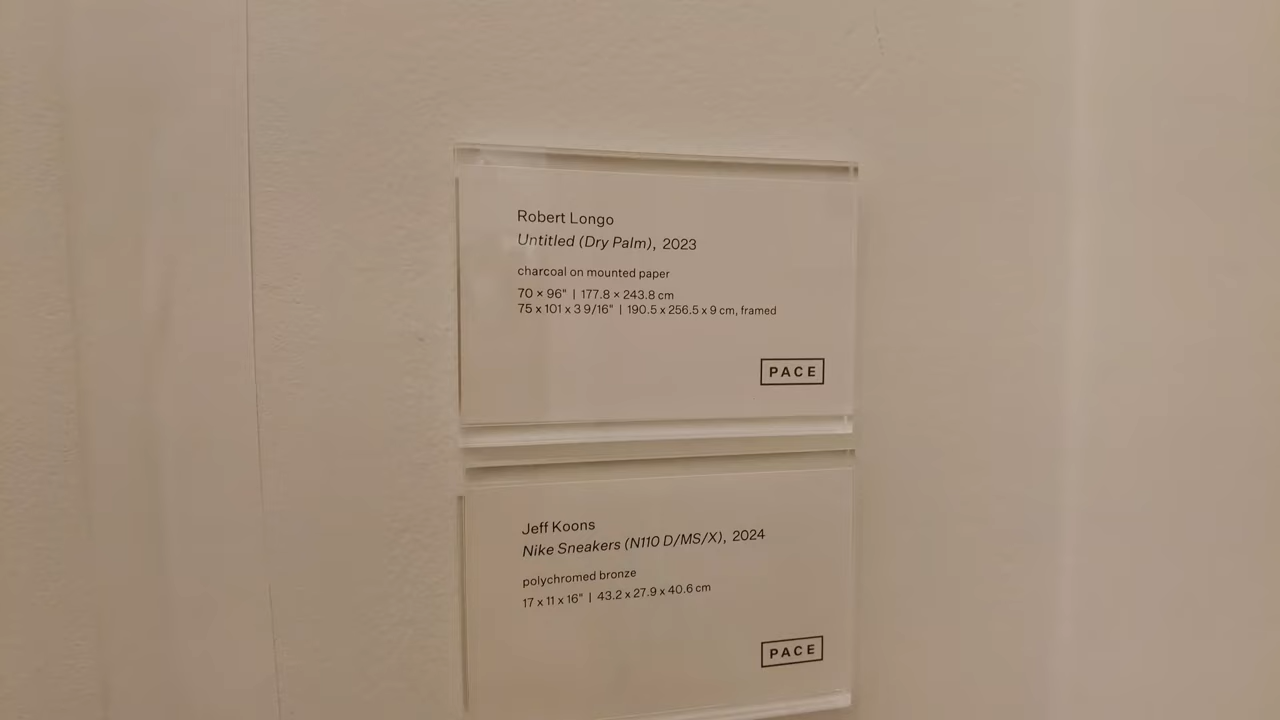 Robert Longo
Untitled (Dry Palm), 2023
charcoal on mounted paper
70 × 96" | 177.8 × 243.8 cm
75 x 101 x 3 9/16" | 190.5 x 256.5 x 9 cm, framed
PACE
Jeff Koons
Nike Sneakers (N110 D/MS/X), 2024
polychromed bronze
17 x 11 x 16" | 43.2 x 27.9 x 40.6 cm
PACE